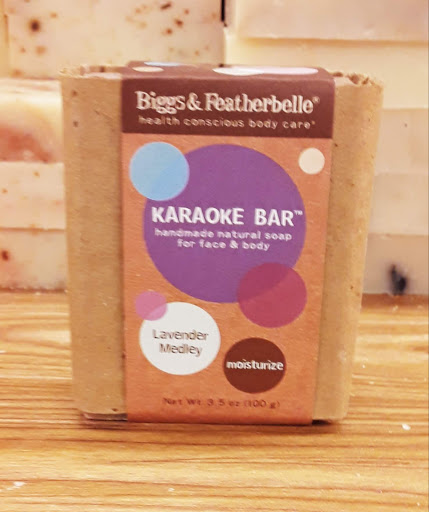 Biggs & Featherbelle®
health conscious body care*
KARAOKE BAR™
handmade natural soap
for face & body
Lavender
Medley
moisturize
Net Wt 3.5 oz (100 g)